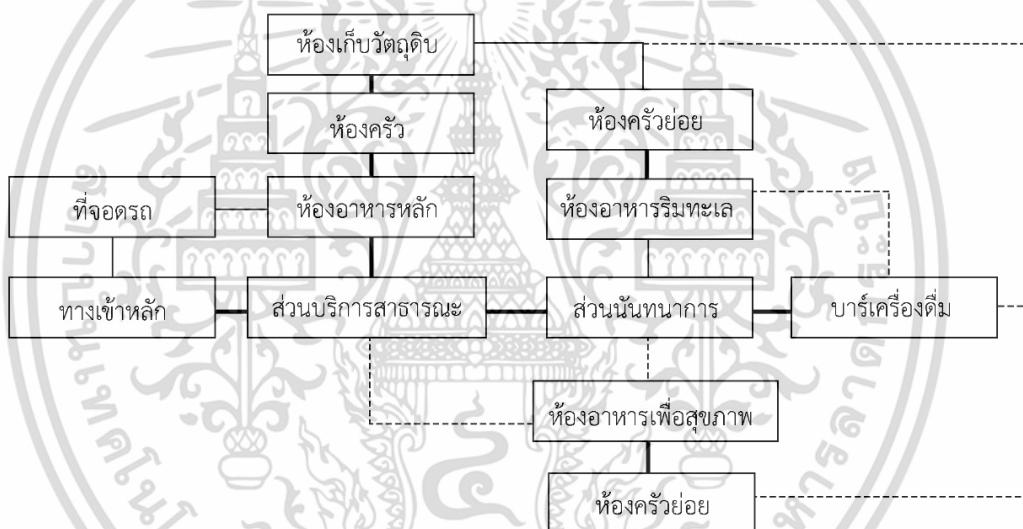 ห้องเก็บวัตถุดิบ
ห้องครัว
ห้องครัวย่อย
ที่จอดรถ
ห้องอาหารหลัก
ห้องอาหารริมทะเล
ทางเข้าหลัก
ส่วนบริการสาธารณะ
ส่วนนันทนาการ
บาร์เครื่องดื่ม
ห้องอาหารเพื่อสุขภาพ
ห้องครัวย่อย